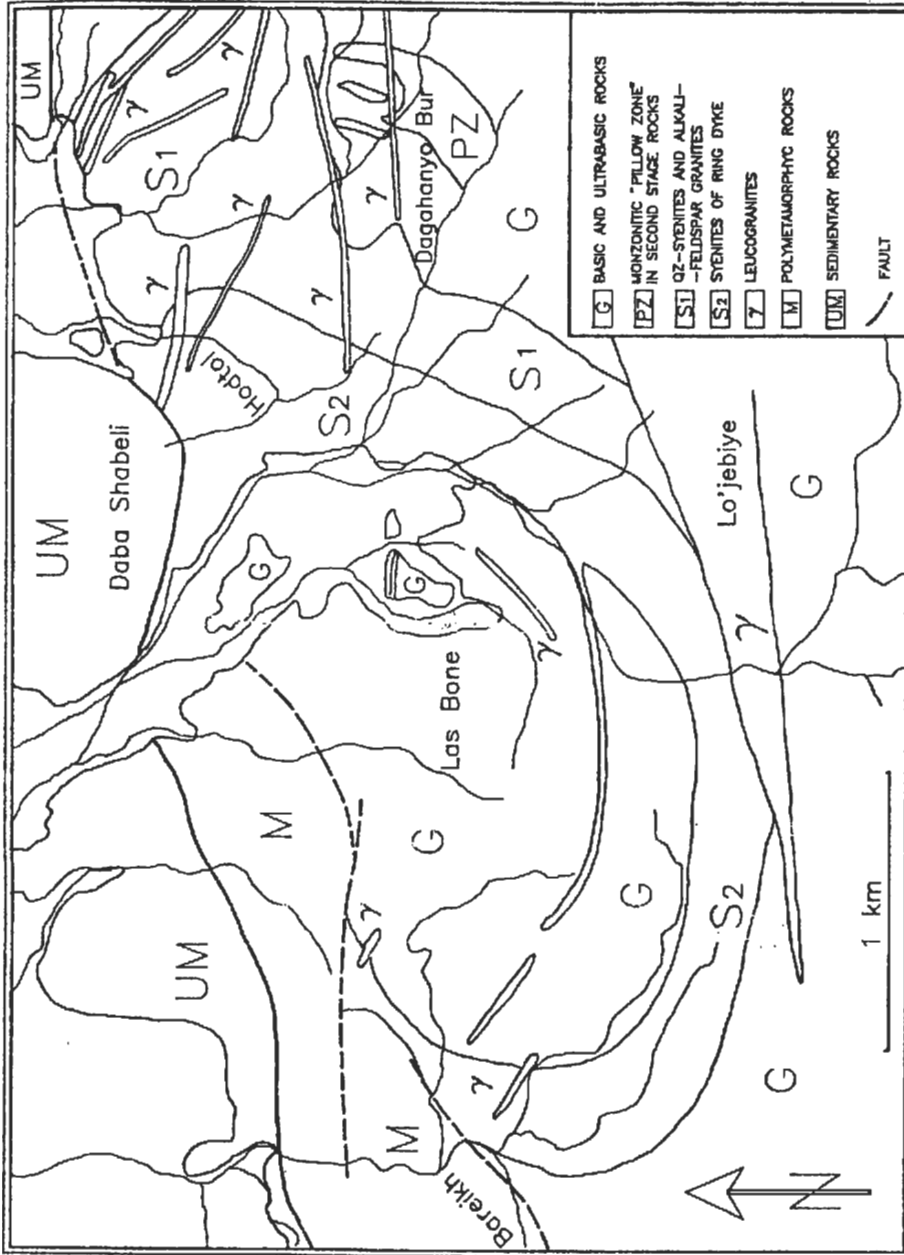 UM
UM
γ
γ
Daba Shabeli
S1
γ
UM
γ
Hodtol
G
M
γ
S2
γ
γ
M
G
G
Dagahanyo Bur
Las Bane
PZ
Bareikh
γ
G
S1
γ
G
S2
Lo'jebiye
γ
G
G
N
1 km
G BASIC AND ULTRABASIC ROCKS
PZ MONZONITIC "PILLOW ZONE"
IN SECOND STAGE ROCKS
S1 QZ-SYENITES AND ALKALI-
-FELDSPAR GRANITES
S2 SYENITES OF RING DYKE
γ LEUCOGRANITES
M POLYMETAMORPHYC ROCKS
UM SEDIMENTARY ROCKS
FAULT